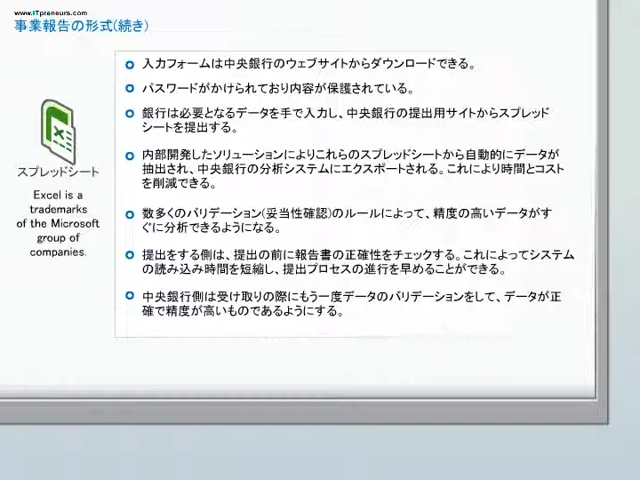 www.ITpreneurs.com
事業報告の形式(続き)
入力フォームは中央銀行のウェブサイトからダウンロードできる。
パスワードがかけられており内容が保護されている。
銀行は必要となるデータを手で入力し、中央銀行の提出用サイトからスプレッド
シートを提出する。
内部開発したソリューションによりこれらのスプレッドシートから自動的にデータが
抽出され、中央銀行の分析システムにエクスポートされる。これにより時間とコスト
を削減できる。
数多くのバリデーション(妥当性確認)のルールによって、精度の高いデータがす
ぐに分析できるようになる。
提出をする側は、提出の前に報告書の正確性をチェックする。これによってシステム
の読み込み時間を短縮し、提出プロセスの進行を早めることができる。
中央銀行側は受け取りの際にもう一度データのバリデーションをして、データが正
確で精度が高いものであるようにする。
スプレッドシート
Excel is a
trademarks
of the Microsoft
group of
companies.